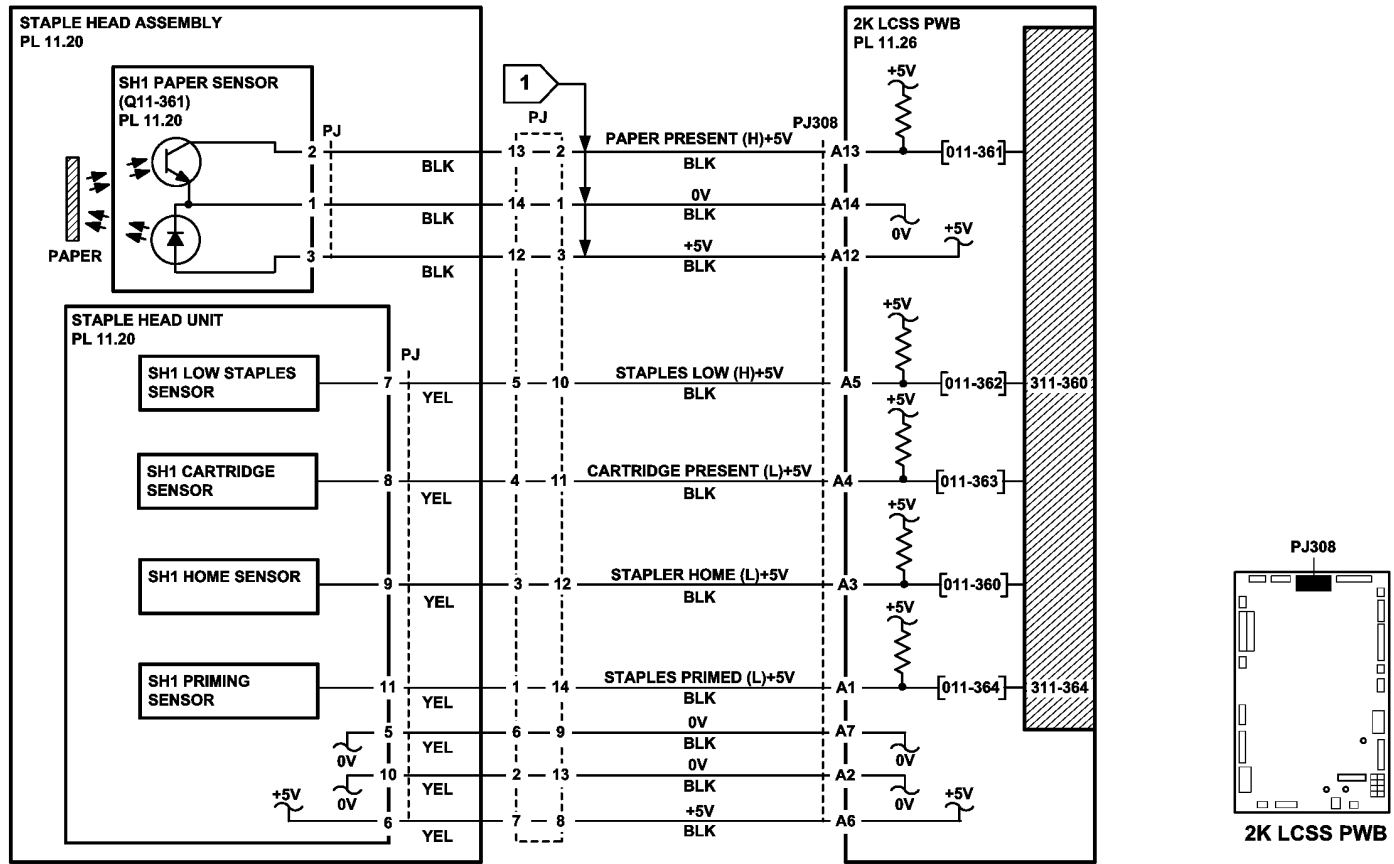 STAPLE HEAD ASSEMBLY
PL 11.20
2K LCSS PWB
PL 11.26
+5V
SH1 PAPER SENSOR
(Q11-361)
PL 11.20
1
PJ
PJ
PJ308
2
BLK
13
2
PAPER PRESENT (H)+5V
BLK
A13
[011-361]
1
BLK
14
1
0V
BLK
A14
0V
+5V
PAPER
3
BLK
12
3
+5V
BLK
A12
STAPLE HEAD UNIT
PL 11.20
PJ
+5V
SH1 LOW STAPLES
SENSOR
7
YEL
5
10
STAPLES LOW (H)+5V
BLK
A5
[011-362]
311-360
+5V
SH1 CARTRIDGE
SENSOR
8
YEL
4
11
CARTRIDGE PRESENT (L)+5V
BLK
A4
[011-363]
+5V
SH1 HOME SENSOR
9
YEL
3
12
STAPLER HOME (L)+5V
BLK
A3
[011-360]
+5V
SH1 PRIMING
SENSOR
11
YEL
1
14
STAPLES PRIMED (L)+5V
BLK
A1
[011-364]
311-364
0V
5
YEL
6
9
0V
BLK
A7
0V
0V
10
YEL
2
13
0V
BLK
A2
0V
+5V
6
YEL
7
8
+5V
BLK
A6
+5V
PJ308
2K LCSS PWB